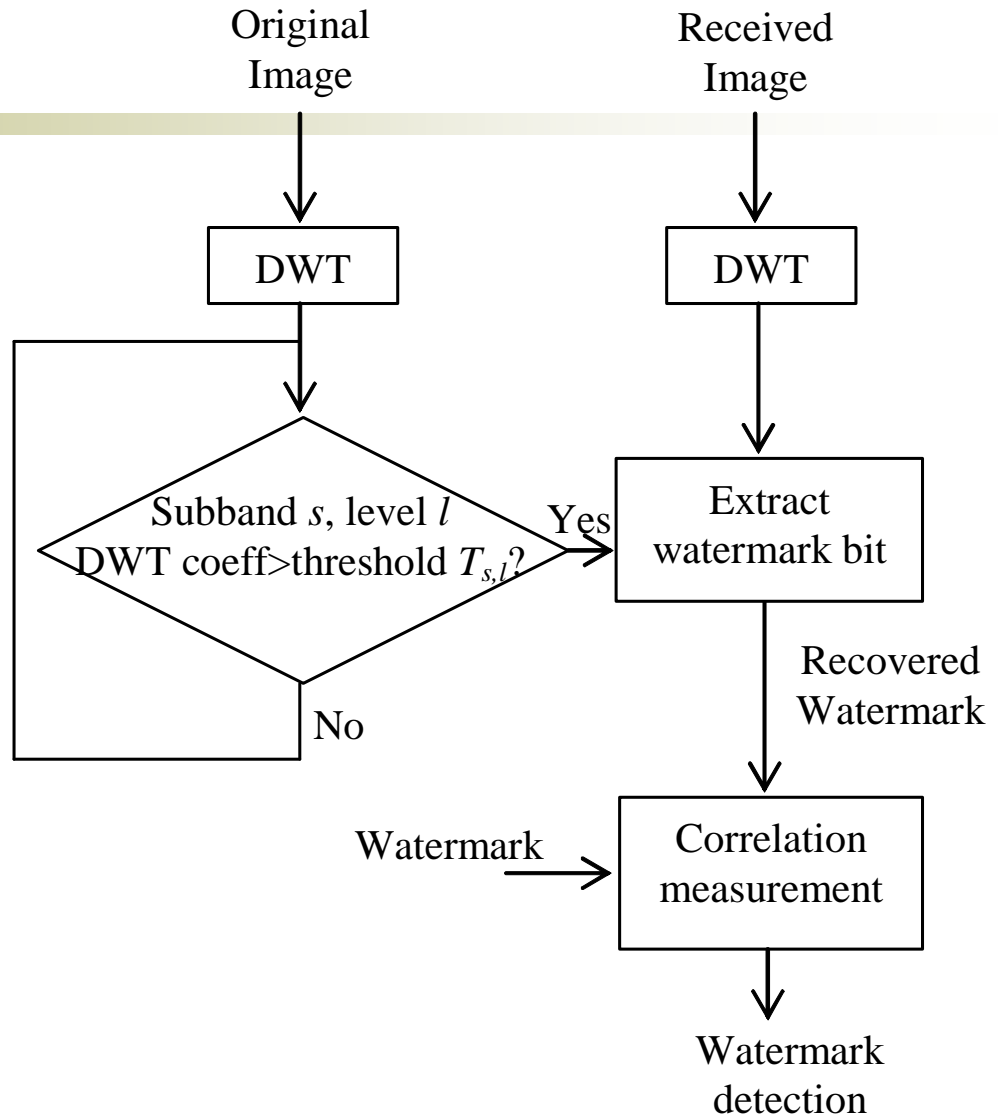 Original
Image
Received
Image
DWT
DWT
Subband s, level l
DWT coeff>threshold Ts,l?
Yes
No
Extract
watermark bit
Recovered
Watermark
Watermark
Correlation
measurement
Watermark
detection